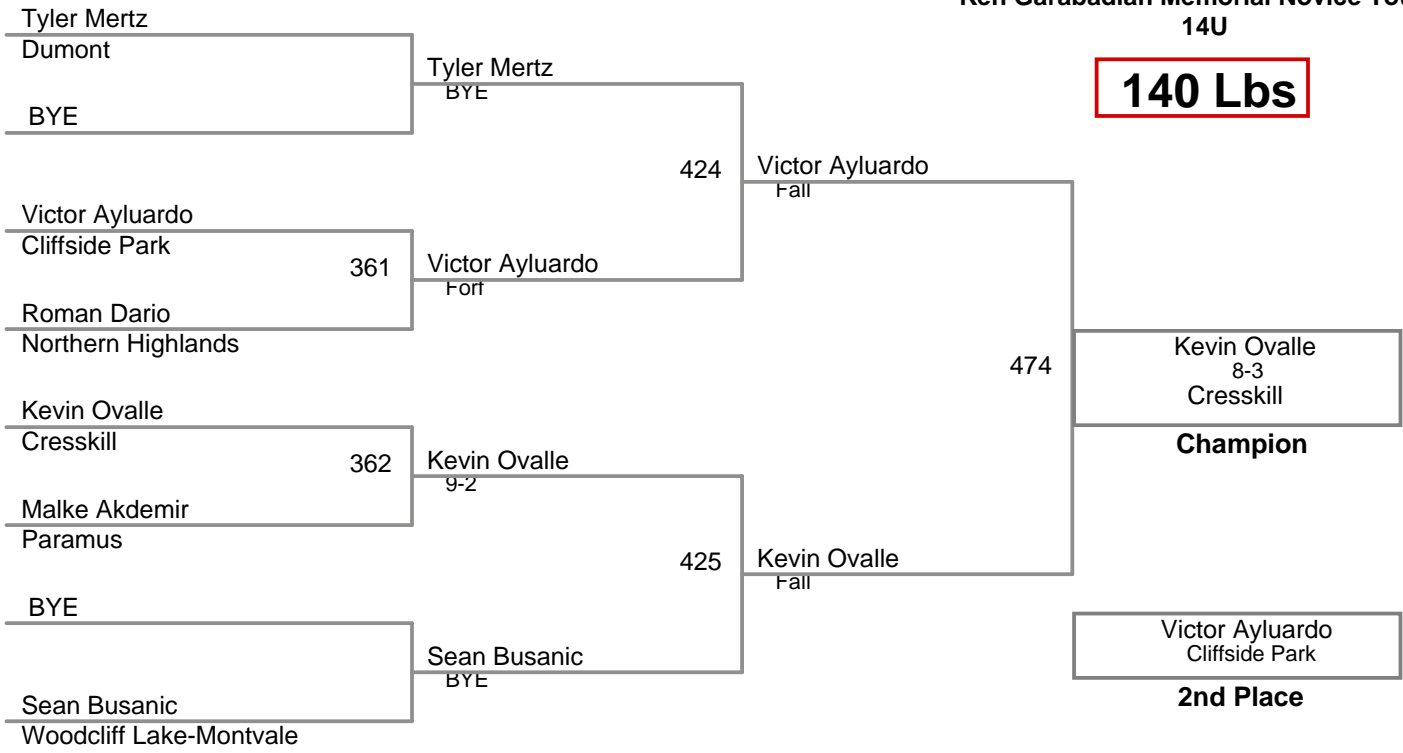 Ken Garabadian Memorial Novice
14U
140 Lbs
Tyler Mertz
Dumont
BYE
Victor Ayluardo
Cliffside Park
361
Roman Dario
Northern Highlands
Kevin Ovalle
Cresskill
362
Malke Akdemir
Paramus
BYE
Sean Busanic
Woodcliff Lake-Montvale
Tyler Mertz
BYE
424
Victor Ayluardo
Forf
Kevin Ovalle
9-2
425
Sean Busanic
BYE
Victor Ayluardo
Fall
474
Kevin Ovalle
Fall
Kevin Ovalle
8-3
Cresskill
Champion
Victor Ayluardo
Cliffside Park
2nd Place